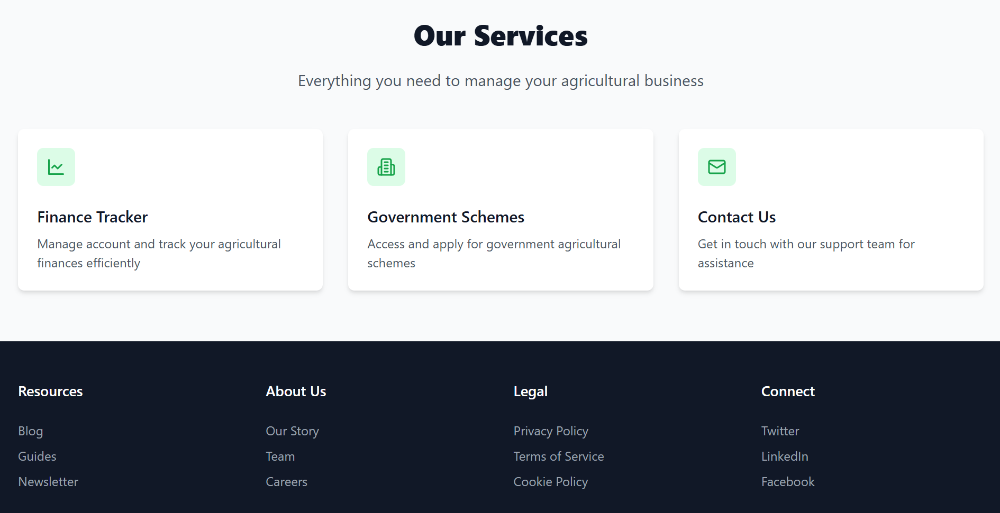 Our Services
Everything you need to manage your agricultural business
Finance Tracker
Manage account and track your agricultural
finances efficiently
Government Schemes
Access and apply for government agricultural
schemes
Contact Us
Get in touch with our support team for
assistance
Resources
Blog
Guides
Newsletter
About Us
Our Story
Team
Careers
Legal
Privacy Policy
Terms of Service
Cookie Policy
Connect
Twitter
LinkedIn
Facebook